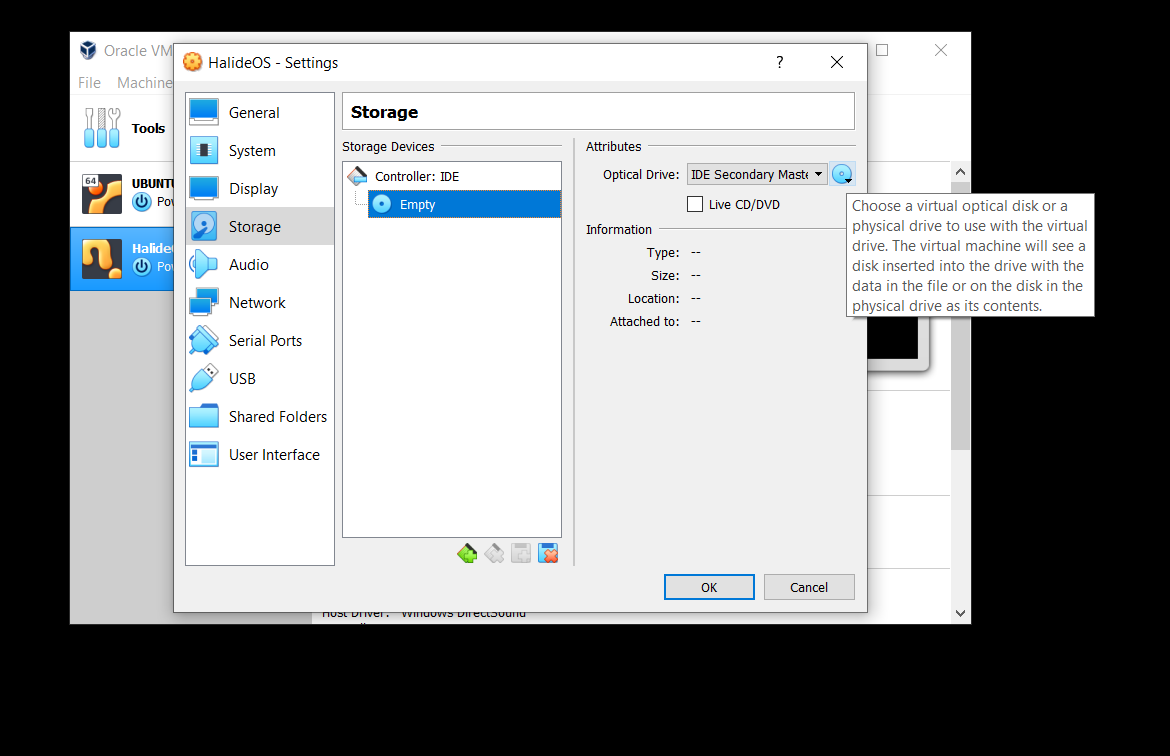 Oracle VM
HalideOS - Settings
?
File Machine
Tools
64
UBUNTU
Halide
General
System
Display
Storage
Audio
Network
Serial Ports
USB
Shared Folders
User Interface
Storage
Storage Devices
Controller: IDE
Empty
Attributes
Optical Drive: IDE Secondary Maste
Live CD/DVD
Information
Type: --
Size: --
Location: --
Attached to: --
Choose a virtual optical disk or a
physical drive to use with the virtual
drive. The virtual machine will see a
disk inserted into the drive with the
data in the file or on the disk in the
physical drive as its contents.
OK
Cancel
Host Driver: Windows DirectSound